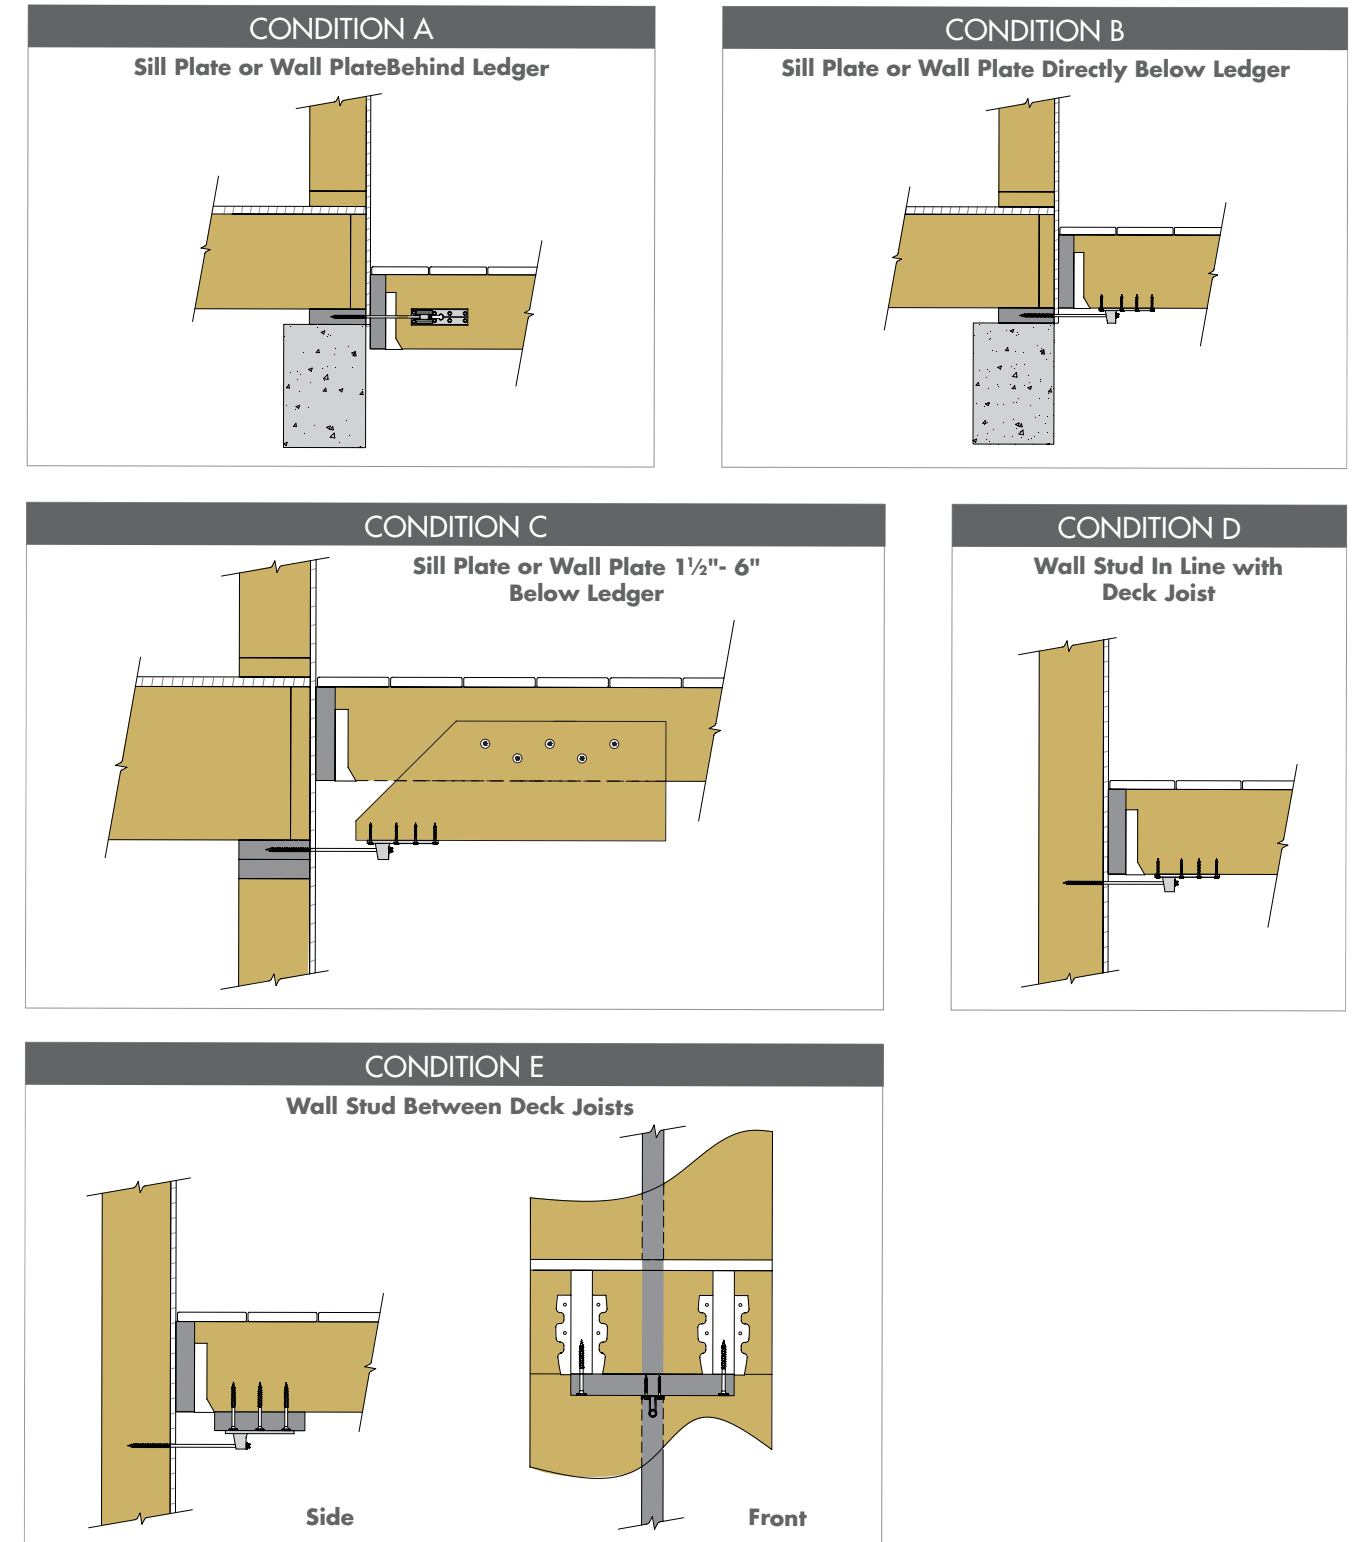 CONDITION A
Sill Plate or Wall PlateBehind Ledger
CONDITION B
Sill Plate or Wall Plate Directly Below Ledger
CONDITION C
Sill Plate or Wall Plate 1½"- 6"
Below Ledger
CONDITION D
Wall Stud In Line with
Deck Joist
CONDITION E
Wall Stud Between Deck Joists
Side
Front